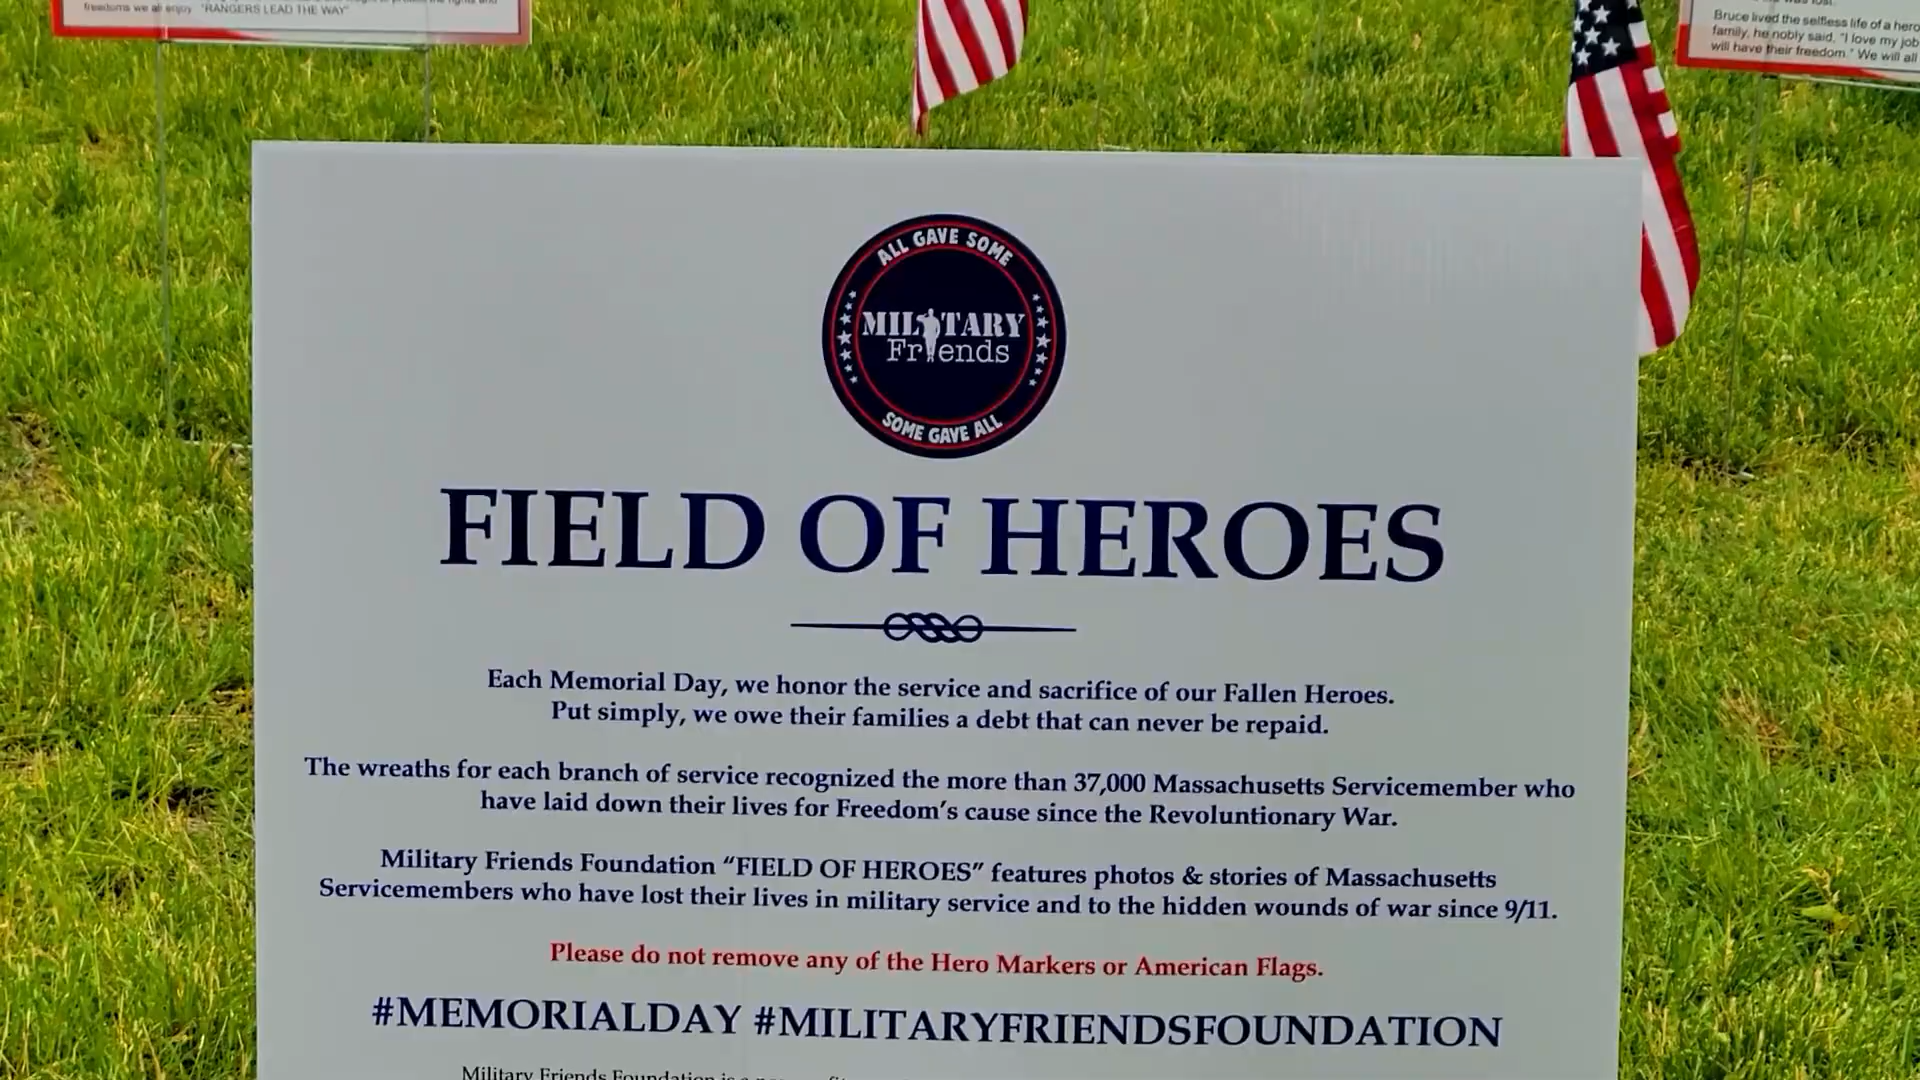 freedoms we all enjoy. "RANGERS LEAD THE WAY"
Bruce lived the selfless life of a hero
family, he nobly said, "I love my job
will have their freedom." We will all
ALL GAVE SOME
MILITARY
Friends
SOME GAVE ALL
FIELD OF HEROES
Each Memorial Day, we honor the service and sacrifice of our Fallen Heroes.
Put simply, we owe their families a debt that can never be repaid.
The wreaths for each branch of service recognized the more than 37,000 Massachusetts Servicemember who
have laid down their lives for Freedom's cause since the Revoluntionary War.
Military Friends Foundation "FIELD OF HEROES" features photos & stories of Massachusetts
Servicemembers who have lost their lives in military service and to the hidden wounds of war since 9/11.
Please do not remove any of the Hero Markers or American Flags.
#MEMORIALDAY #MILITARYFRIENDSFOUNDATION
Military Friends Foundation is a